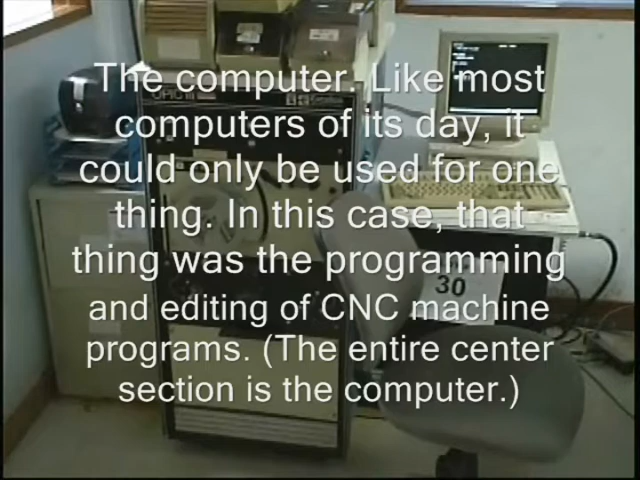 The computer. Like most
computers of its day, it
could only be used for one
thing. In this case, that
thing was the programming
and editing of CNC machine
programs. (The entire center
section is the computer.)
30